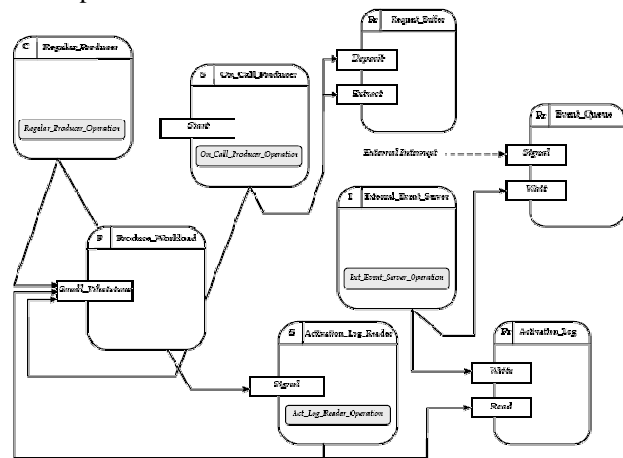 Pr Request_Buffer
C Regular_Producer
Deposit
S On_Call_Producer
Extract
Start
Regular_Producer_Operation
On_Call_Producer_Operation
Pr Event_Queue
External Interrupt
Signal
Wait
I External_Event_Server
P Produce_Workload
Ext_Event_Server_Operation
Small_Whetstone
S Activation_Log_Reader
Pr Activation_Log
Write
Signal
Read
Act_Log_Reader_Operation